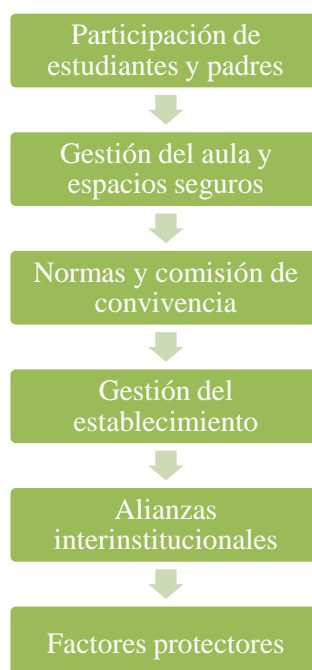 Participación de
estudiantes y padres
Gestión del aula y
espacios seguros
Normas y comisión de
convivencia
Gestión del
establecimiento
Alianzas
interinstitucionales
Factores protectores